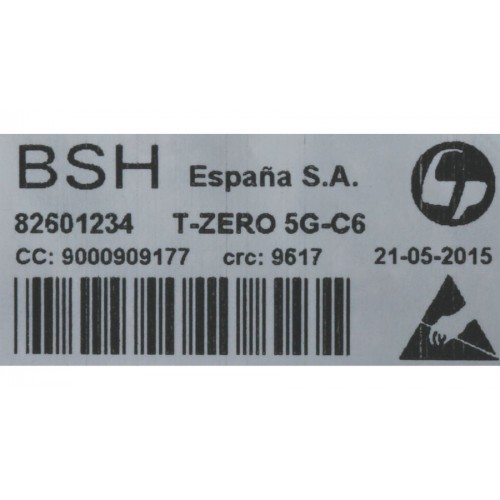 BSH España S.A.
82601234 T-ZERO 5G-C6
CC: 9000909177 crc: 9617 21-05-2015